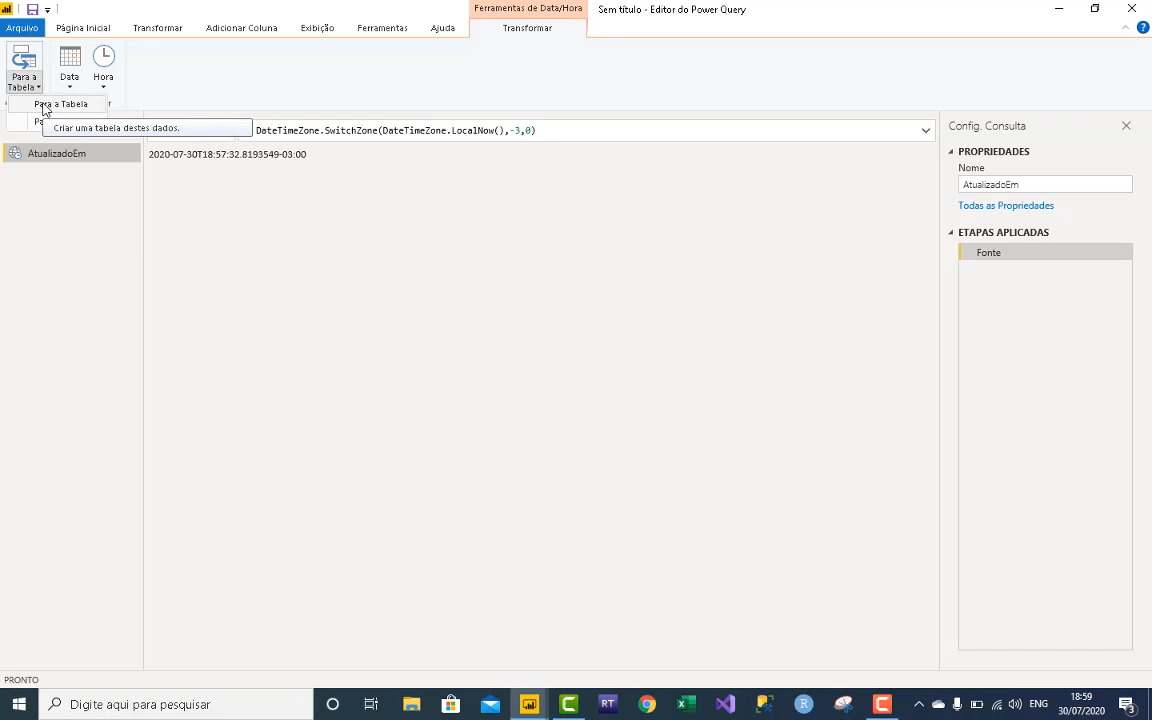 Ferramentas de Data/Hora
Sem título - Editor do Power Query
Arquivo
Página Inicial
Transformar
Adicionar Coluna
Exibição
Ferramentas
Ajuda
Transformar
Para a
Tabela
Data
Hora
Para a Tabela
Criar uma tabela destes dados.
DateTimeZone.SwitchZone(DateTimeZone.LocalNow(),-3,0)
AtualizadoEm
2020-07-30T18:57:32.8193549-03:00
Config. Consulta
PROPRIEDADES
Nome
AtualizadoEm
Todas as Propriedades
ETAPAS APLICADAS
Fonte
PRONTO
Digite aqui para pesquisar
RT
R
ENG
18:59
30/07/2020
3